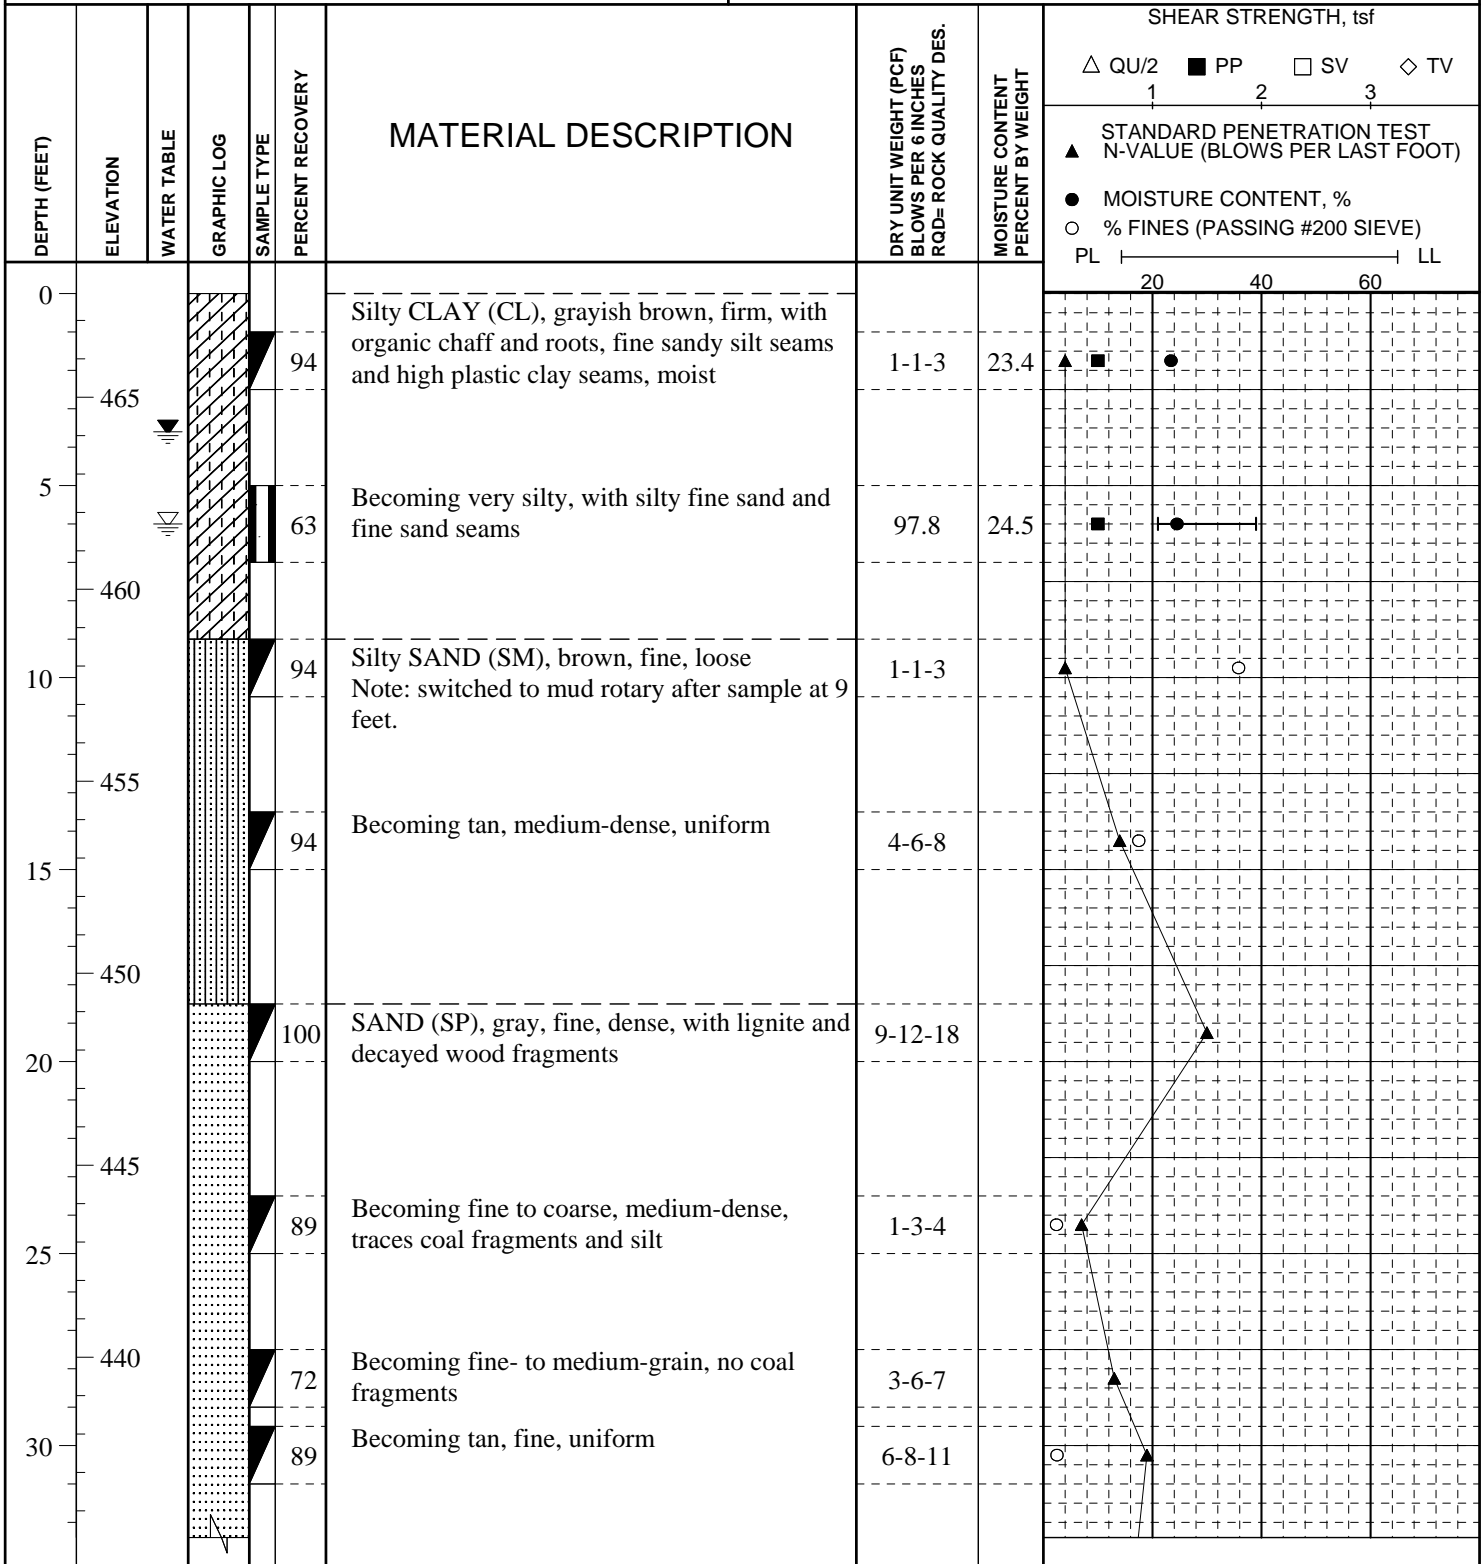 SHEAR STRENGTH, tsf
QU/2 PP SV TV
1 2 3
STANDARD PENETRATION TEST
N-VALUE (BLOWS PER LAST FOOT)
MOISTURE CONTENT, %
% FINES (PASSING #200 SIEVE)
PL LL
20 40 60
DEPTH (FEET)
ELEVATION
WATER TABLE
GRAPHIC LOG
SAMPLE TYPE
PERCENT RECOVERY
MATERIAL DESCRIPTION
DRY UNIT WEIGHT (PCF)
BLOWS PER 6 INCHES
RQD= ROCK QUALITY DES.
MOISTURE CONTENT
PERCENT BY WEIGHT
0
Silty CLAY (CL), grayish brown, firm, with
organic chaff and roots, fine sandy silt seams
and high plastic clay seams, moist
94 1-1-3 23.4
465
5
Becoming very silty, with silty fine sand and
fine sand seams
63 97.8 24.5
460
Silty SAND (SM), brown, fine, loose
Note: switched to mud rotary after sample at 9
feet.
94 1-1-3
10
455
Becoming tan, medium-dense, uniform
94 4-6-8
15
450
SAND (SP), gray, fine, dense, with lignite and
decayed wood fragments
100 9-12-18
20
445
Becoming fine to coarse, medium-dense,
traces coal fragments and silt
89 1-3-4
25
440
Becoming fine- to medium-grain, no coal
fragments
72 3-6-7
Becoming tan, fine, uniform
30
89 6-8-11